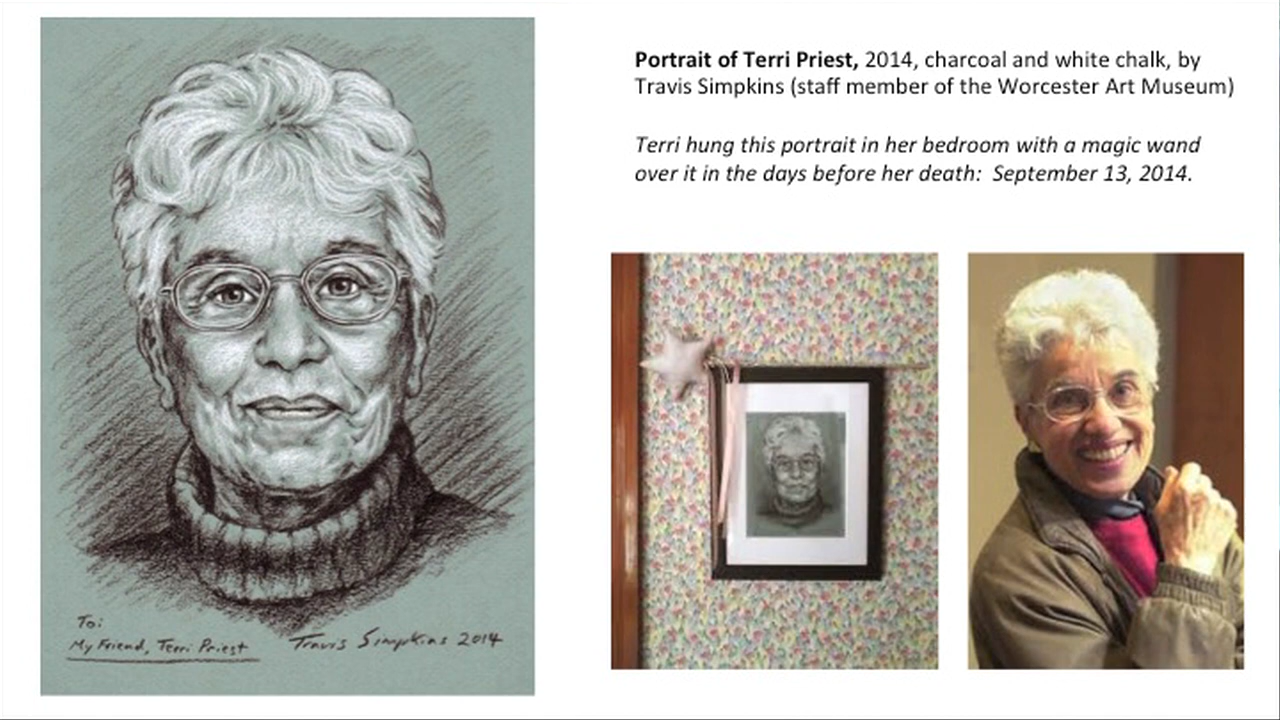 Portrait of Terri Priest, 2014, charcoal and white chalk, by
Travis Simpkins (staff member of the Worcester Art Museum)
Terri hung this portrait in her bedroom with a magic wand
over it in the days before her death:  September 13, 2014.
To:
My Friend, Terri Priest
Travis Simpkins 2014